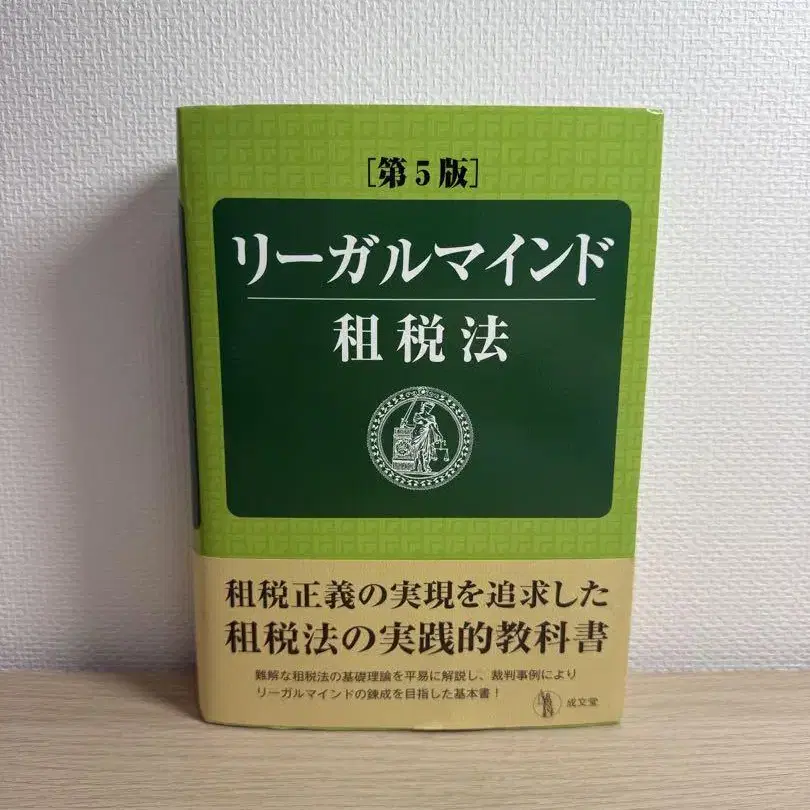 ［第5版］
リーガルマインド
租税法
租税正義の実現を追求した
租税法の実践的教科書
難解な租税法の基礎理論を平易に解説し、裁判事例により
リーガルマインドの錬成を目指した基本書！
成文堂